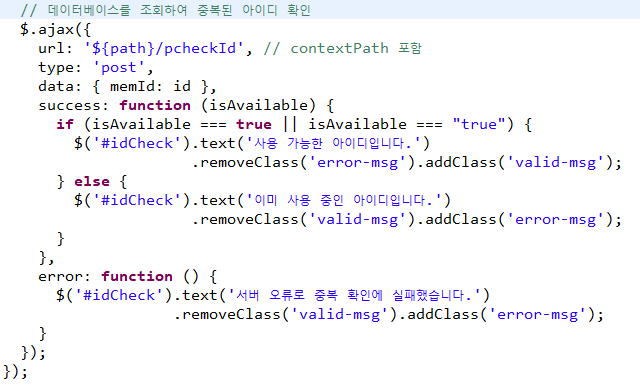 // 데이터베이스를 조회하여 중복된 아이디 확인
$.ajax({
url: '${path}/pcheckId', // contextPath 포함
type: 'post',
data: { memId: id },
success: function (isAvailable) {
if (isAvailable === true || isAvailable === "true") {
$('#idCheck').text('사용 가능한 아이디입니다.')
.removeClass('error-msg').addClass('valid-msg');
} else {
$('#idCheck').text('이미 사용 중인 아이디입니다.')
.removeClass('valid-msg').addClass('error-msg');
}
},
error: function () {
$('#idCheck').text('서버 오류로 중복 확인에 실패했습니다.')
.removeClass('valid-msg').addClass('error-msg');
}
});
});